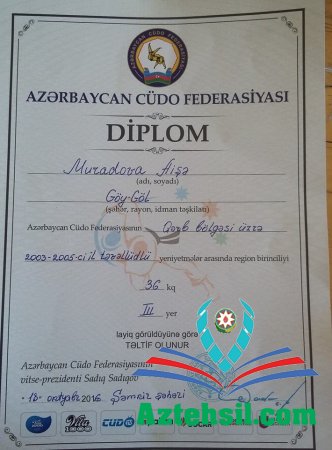 AZƏRBAYCAN CÜDO FEDERASİYASI
DİPLOM
Muradova Aişə
(adı, soyadı)
Göy-Göl
(şəhər, rayon, idman təşkilatı)
Azərbaycan Cüdo Federasiyasının Qərb bölgəsi üzrə
2003-2005-ci il təvəllüdlü yeniyetmələr arasında region birinciliyi
36 kq
III yer
layiq görüldüyünə görə
TƏLTİF OLUNUR
Azərbaycan Cüdo Federasiyasının
vitse-prezidenti Sadıq Sadıqov
oktyabr 2016 Şəmkir şəhəri
Aztehsil.com